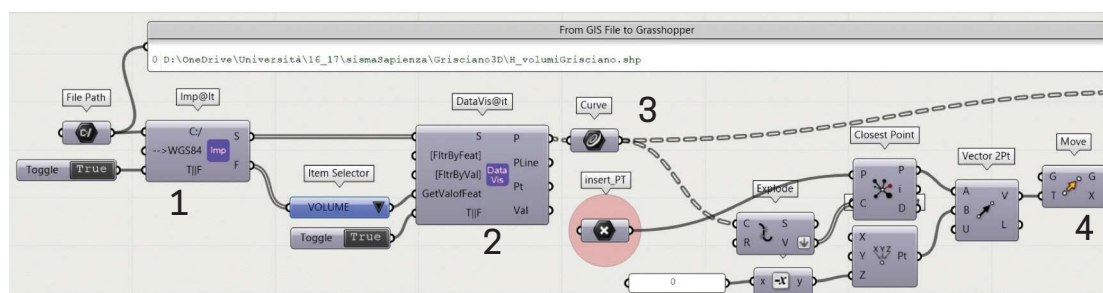 From GIS File to Grasshopper
0 D:\OneDrive\Università\16_17\sismaSapienza\Grisciano3D\H_volumiGrisciano.shp
File Path
C/
Imp@It
C:/
-->WGS84
T||F
Imp
S
F
Toggle True
1
Item Selector
VOLUME
Toggle True
DataVis@it
S
[FltrByFeat]
[FltrByVal]
GetValofFeat
T||F
Data
Vis
P
PLine
Pt
Val
2
Curve
3
insert_PT
Explode
C
R
S
V
0
x -x y
Closest Point
P
C
P
i
D
X
Y
Z
XYZ
Pt
Vector 2Pt
A
B
U
V
L
Move
G
T
G
X
4